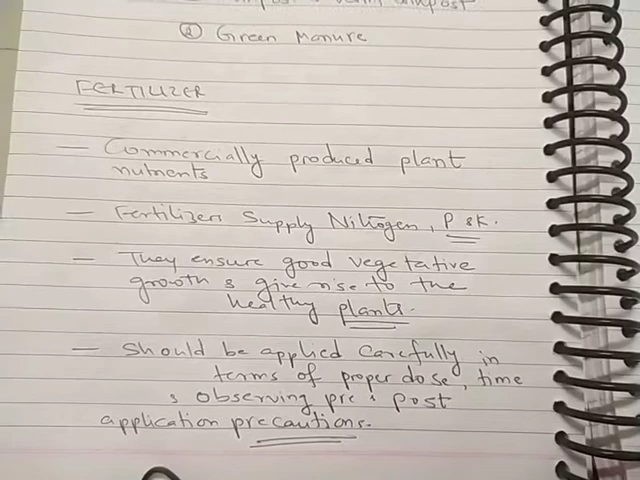 ② Green Manure
FERTILIZER
— Commercially produced plant
nutrients
— Fertilizers Supply Nitrogen, P & K.
— They ensure good vegetative
growth & give rise to the
healthy plants.
— Should be applied Carefully in
terms of proper dose, time
& observing pre & post
application precautions.